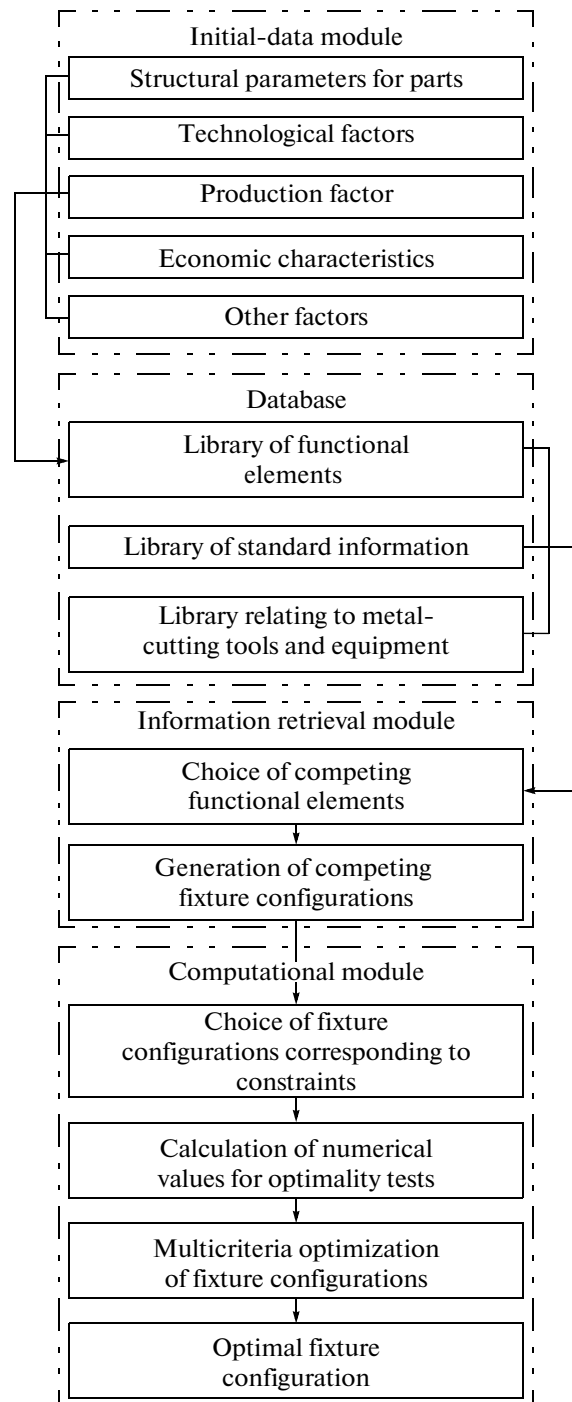 Initial-data module
Structural parameters for parts
Technological factors
Production factor
Economic characteristics
Other factors
Database
Library of functional
elements
Library of standard information
Library relating to metal-
cutting tools and equipment
Information retrieval module
Choice of competing
functional elements
Generation of competing
fixture configurations
Computational module
Choice of fixture
configurations corresponding to
constraints
Calculation of numerical
values for optimality tests
Multicriteria optimization
of fixture configurations
Optimal fixture
configuration